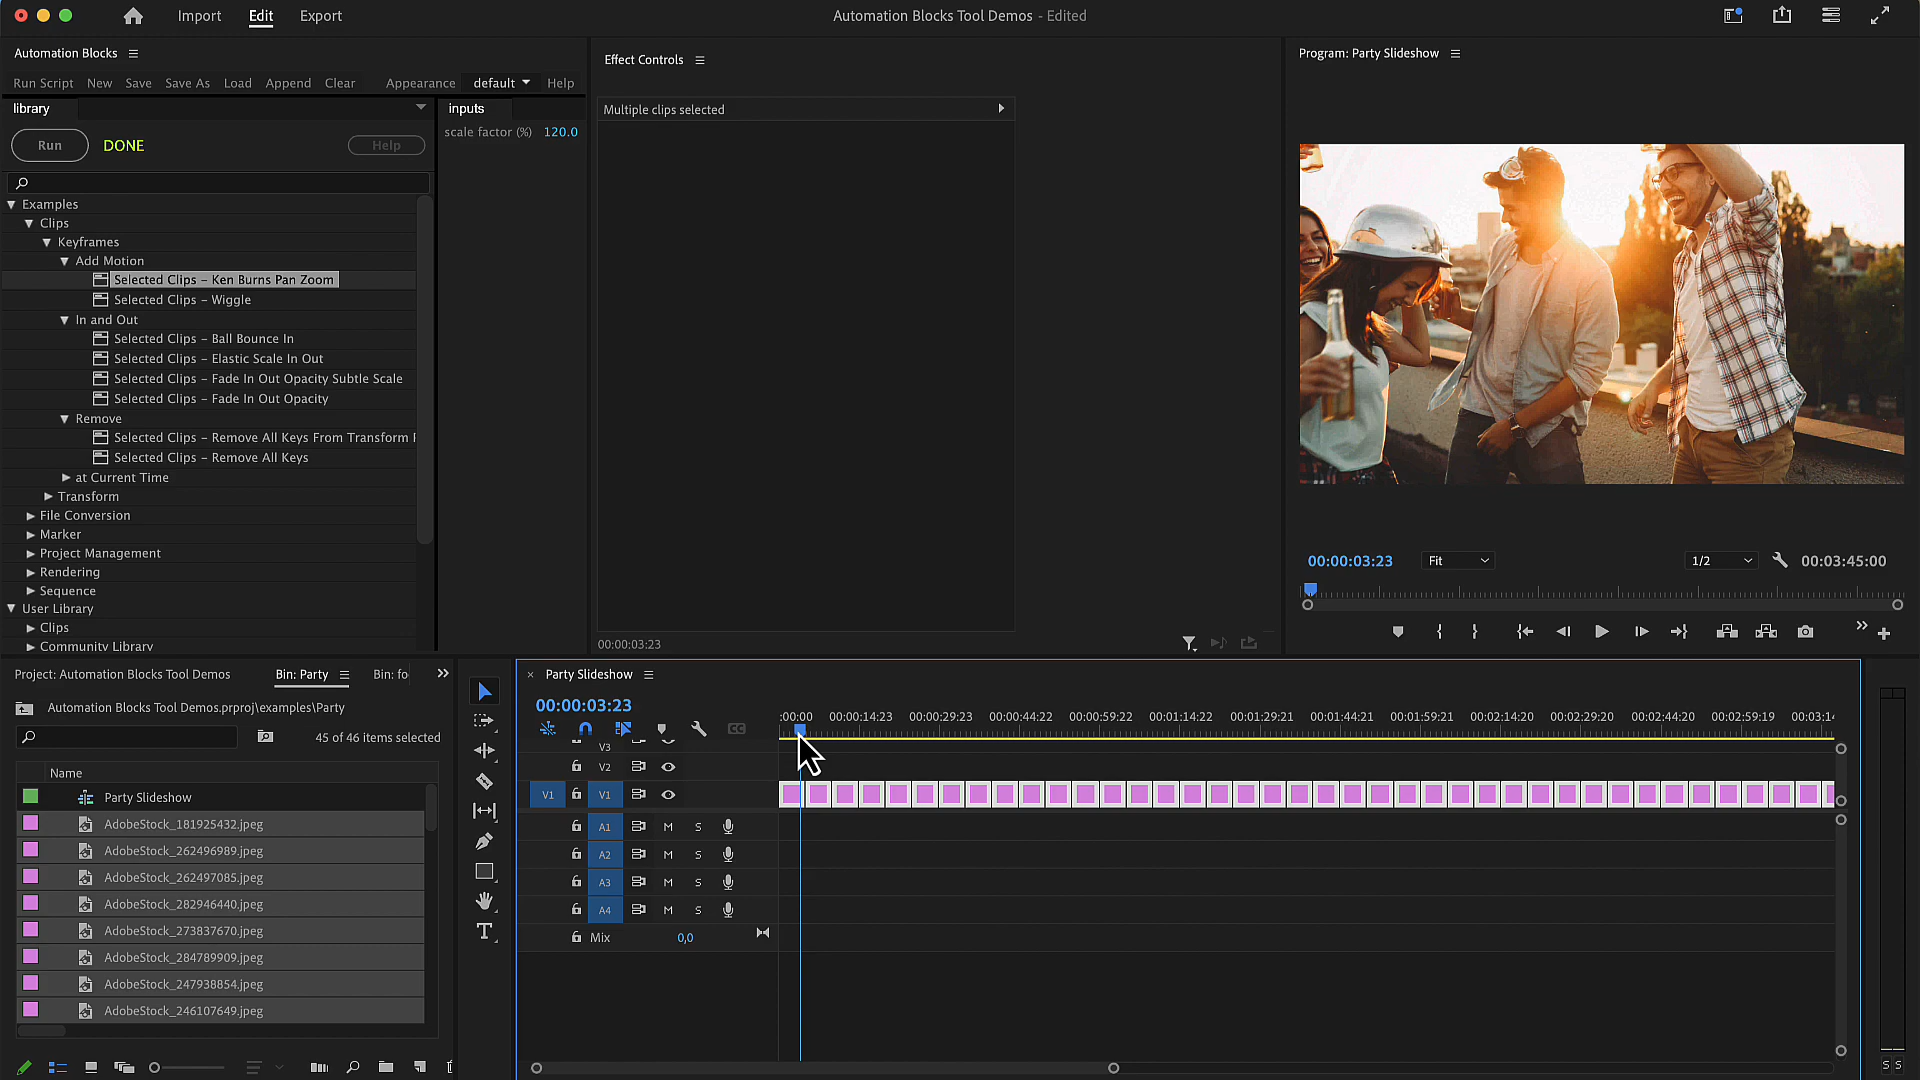 Import Edit Export
Automation Blocks Tool Demos - Edited
Automation Blocks
Run Script New Save Save As Load Append Clear Appearance default Help
library
Run DONE Help
Examples
Clips
Keyframes
Add Motion
Selected Clips – Ken Burns Pan Zoom
Selected Clips – Wiggle
In and Out
Selected Clips – Ball Bounce In
Selected Clips – Elastic Scale In Out
Selected Clips – Fade In Out Opacity Subtle Scale
Selected Clips – Fade In Out Opacity
Remove
Selected Clips – Remove All Keys From Transform
Selected Clips – Remove All Keys
at Current Time
Transform
File Conversion
Marker
Project Management
Rendering
Sequence
User Library
Clips
Community Library
inputs
scale factor (%) 120.0
Effect Controls
Multiple clips selected
00:00:03:23
Program: Party Slideshow
00:00:03:23 Fit 1/2 00:03:45:00
Project: Automation Blocks Tool Demos Bin: Party Bin: fo
Automation Blocks Tool Demos.prproj\examples\Party
45 of 46 items selected
Name
Party Slideshow
AdobeStock_181925432.jpeg
AdobeStock_262496989.jpeg
AdobeStock_262497085.jpeg
AdobeStock_282946440.jpeg
AdobeStock_273837670.jpeg
AdobeStock_284789909.jpeg
AdobeStock_247938854.jpeg
AdobeStock_246107649.jpeg
× Party Slideshow
00:00:03:23
:00:00 00:00:14:23 00:00:29:23 00:00:44:22 00:00:59:22 00:01:14:22 00:01:29:21 00:01:44:21 00:01:59:21 00:02:14:20 00:02:29:20 00:02:44:20 00:02:59:19 00:03:14
V3
V2
V1 V1
A1 M S
A2 M S
A3 M S
A4 M S
Mix 0,0
S S